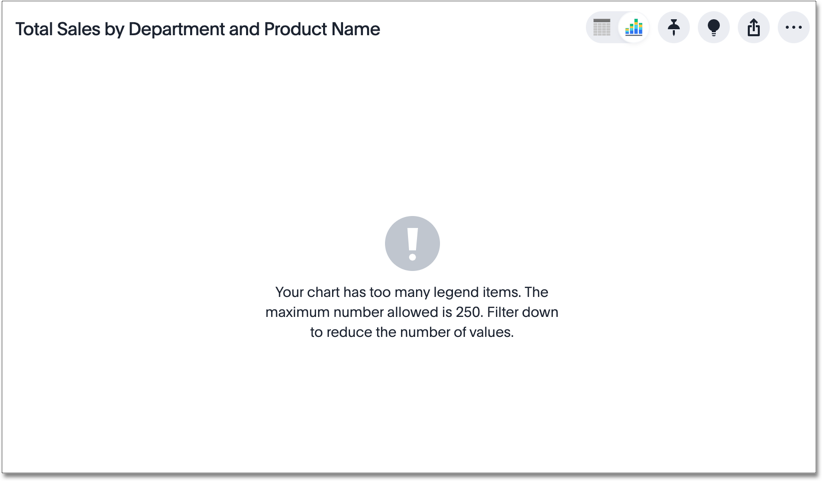 Total Sales by Department and Product Name
Your chart has too many legend items. The
maximum number allowed is 250. Filter down
to reduce the number of values.